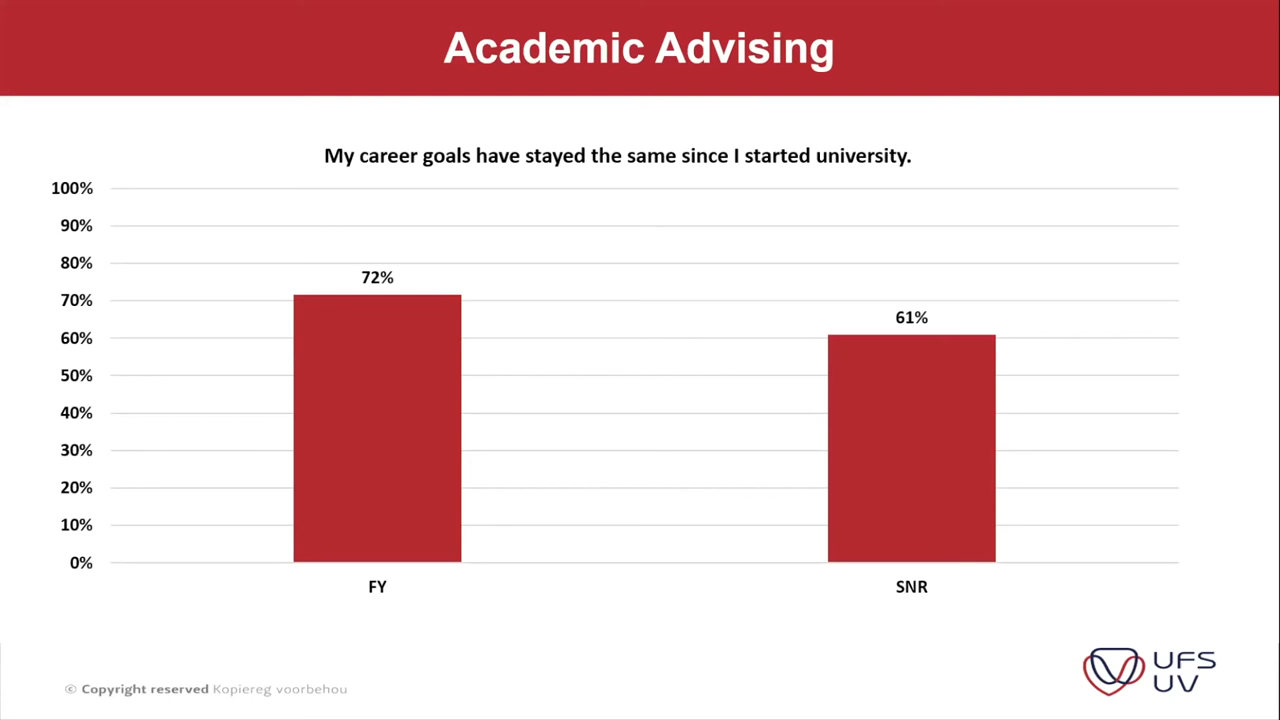 Academic Advising
My career goals have stayed the same since I started university.
100%
90%
80%
70%
60%
50%
40%
30%
20%
10%
0%
72%
61%
FY
SNR
© Copyright reserved Kopiereg voorbehou
UFS
UV